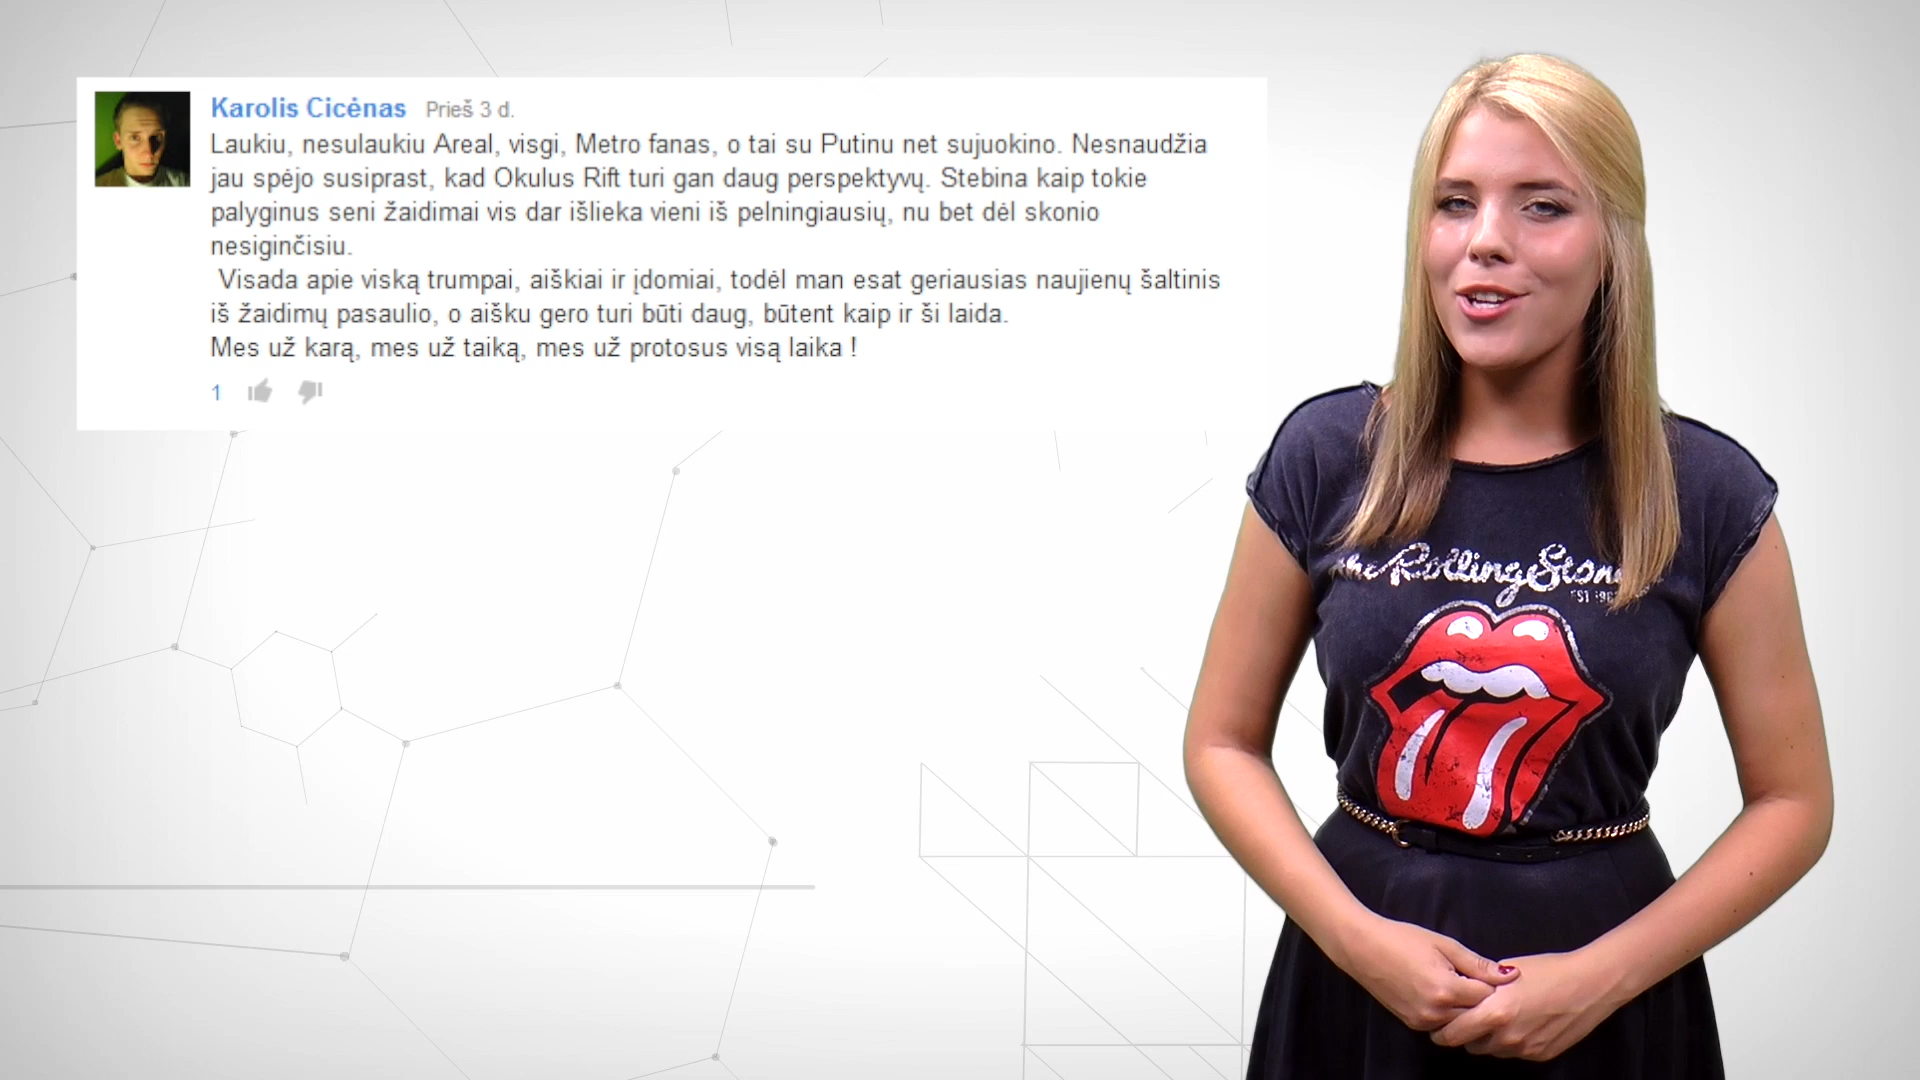 Karolis Cicėnas Prieš 3 d.
Laukiu, nesulaukiu Areal, visgi, Metro fanas, o tai su Putinu net sujuokino. Nesnaudžia
jau spėjo susiprast, kad Okulus Rift turi gan daug perspektyvų. Stebina kaip tokie
palyginus seni žaidimai vis dar išlieka vieni iš pelningiausių, nu bet dėl skonio
nesiginčisiu.
Visada apie viską trumpai, aiškiai ir įdomiai, todėl man esat geriausias naujienų šaltinis
iš žaidimų pasaulio, o aišku gero turi būti daug, būtent kaip ir ši laida.
Mes už karą, mes už taiką, mes už protosus visą laika !
1
Rolling
EST